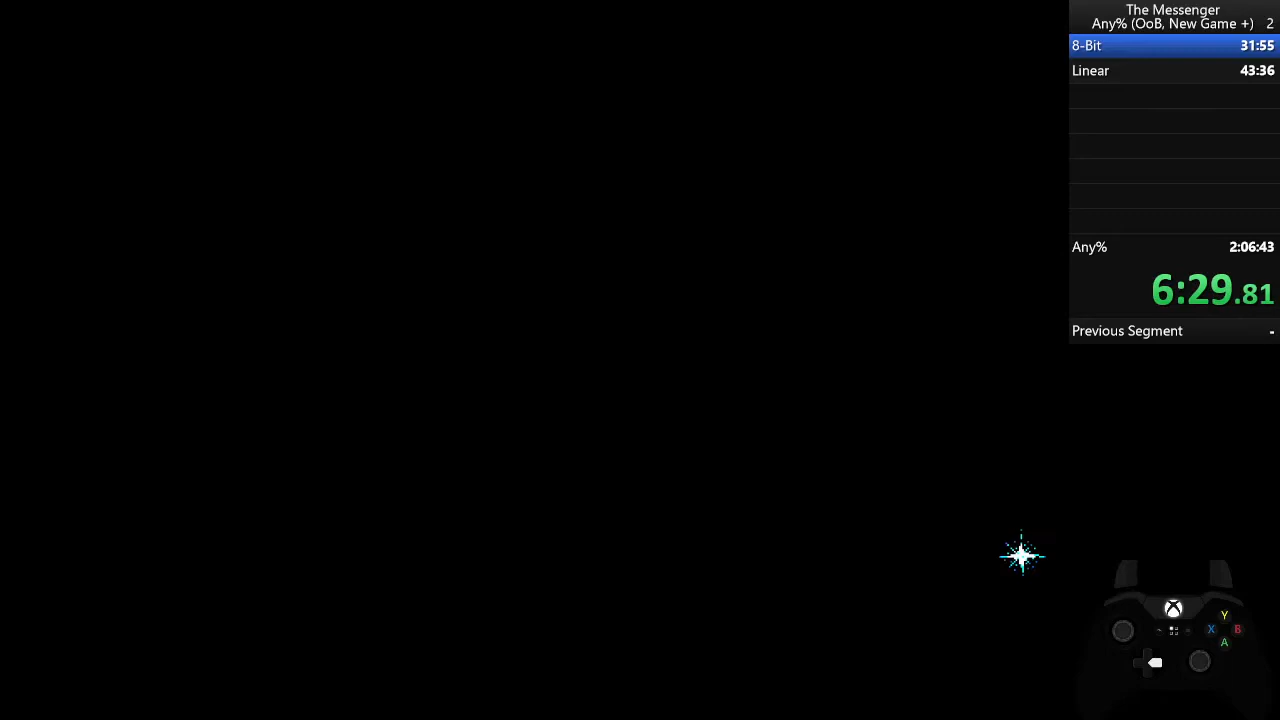 The Messenger
Any% (OoB, New Game +) 2
8-Bit 31:55
Linear 43:36
Any% 2:06:43
6:29.81
Previous Segment -
Y
X B
A